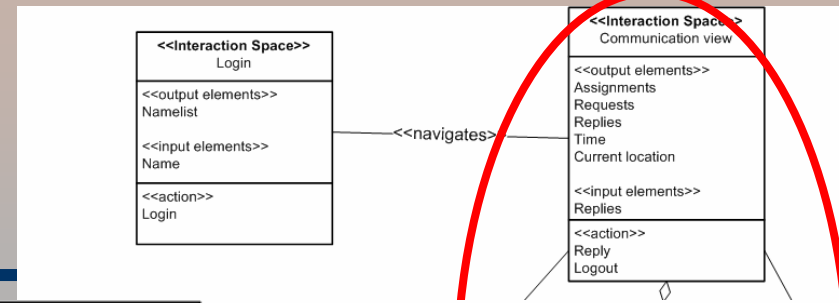 <<Interaction Space>>
Login
<<output elements>>
Namelist
<<input elements>>
Name
<<action>>
Login
<<navigates>>
<<Interaction Space>>
Communication view
<<output elements>>
Assignments
Requests
Replies
Time
Current location
<<input elements>>
Replies
<<action>>
Reply
Logout